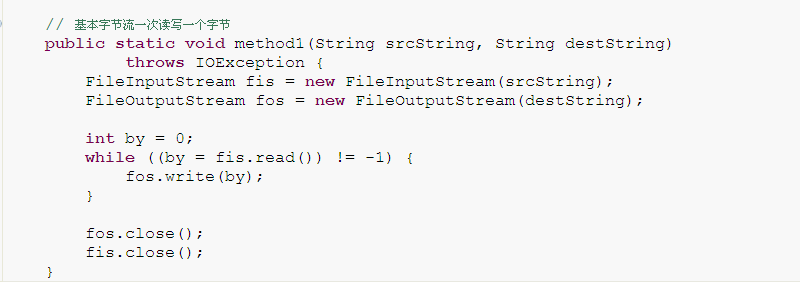 // 基本字节流一次读写一个字节
public static void method1(String srcString, String destString)
throws IOException {
FileInputStream fis = new FileInputStream(srcString);
FileOutputStream fos = new FileOutputStream(destString);
int by = 0;
while ((by = fis.read()) != -1) {
fos.write(by);
}
fos.close();
fis.close();
}